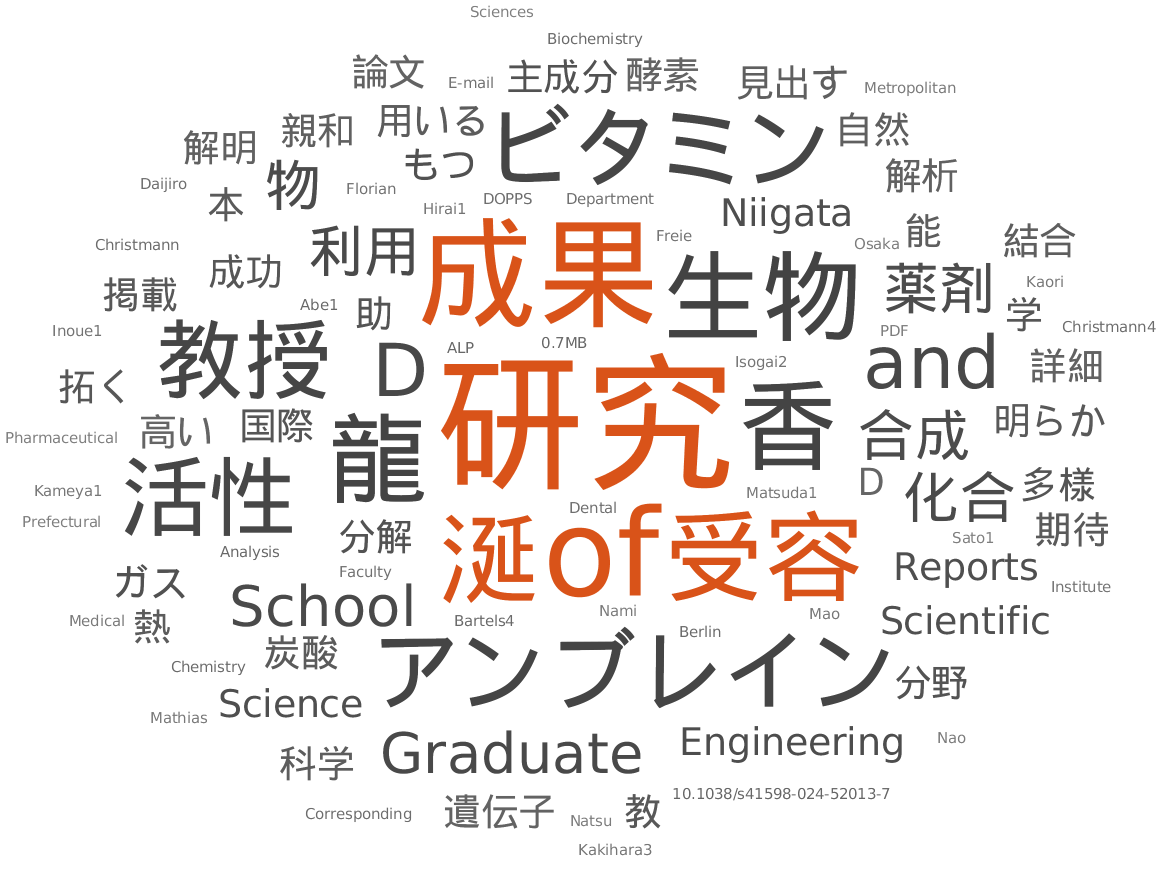 Sciences
Biochemistry
論文 E-mail 主成分 酵素 見出す Metropolitan
解明 親和 用いる ビタミン 自然
もつ 解析
Daijiro 本 物 Florian Hirai1 DOPPS Department Niigata
Christmann 成功 利用 成果 Freie 生物 Osaka 能 結合
掲載 Abe1 助 薬剤 学 Kaori
Inoue1 教授 D ALP 0.7MB Isogai2 and PDF Christmann4
拓く 研究 香 詳細
Pharmaceutical 高い 国際 龍 合成 明らか
Kameya1 活性 Matsuda1 D 化合 多様
Prefectural Analysis 分解 Dental Sato1 期待
ガス Faculty 涎 of 受容 Reports Institute
Medical 熱 School Bartels4 Nami Berlin Mao Scientific
Chemistry 炭酸 アンブレイン 分野
Mathias Science
科学 Graduate Engineering Nao
10.1038/s41598-024-52013-7
Corresponding 遺伝子 Natsu 教
Kakihara3